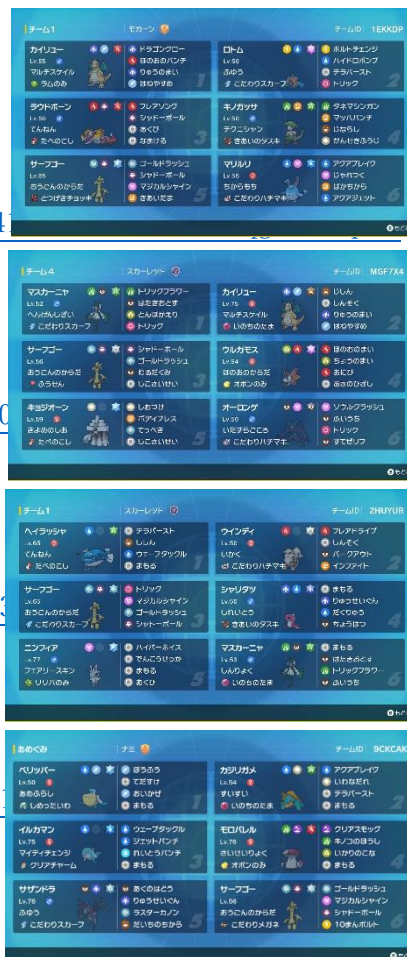 チーム1 モカーン チームID 1EKKDP
カイリュー ドラゴンクロー
Lv.55 ほのおのパンチ
マルチスケイル りゅうのまい
ラムのみ はねやすめ
1
ロトム ボルトチェンジ
Lv.50 ハイドロポンプ
ふゆう テラバースト
こだわりスカーフ トリック
ラウドボーン フレアソング
Lv.50 シャドーボール
てんねん あくび
たべのこし なまける
3
キノガッサ タネマシンガン
Lv.50 マッハパンチ
テクニシャン じならし
きあいのタスキ がんせきふうじ
4
サーフゴー ゴールドラッシュ
シャドーボール
おうごんのからだ マジカルシャイン
とつげきチョッキ きあいだま
5
マリルリ アクアブレイク
Lv.55 じゃれつく
ちからもち ばかぢから
こだわりハチマキ アクアジェット
6
チーム4 スカーレット チームID MGF7X4
マスカーニャ トリックフラワー
Lv.52 はたきおとす
へんげんじざい とんぼがえり
こだわりスカーフ トリック
1
カイリュー じしん
Lv.75 しんそく
マルチスケイル りゅうのまい
いのちのたま はねやすめ
2
サーフゴー シャドーボール
Lv.56 ゴールドラッシュ
おうごんのからだ わるだくみ
ふうせん じこさいせい
3
ウルガモス ほのおのまい
ちょうのまい
ほのおのからだ おにび
オボンのみ あさのひざし
4
キョジオーン しおづけ
Lv.59 ボディプレス
きよめのしお てっぺき
たべのこし じこさいせい
5
オーロンゲ ソウルクラッシュ
Lv.50 ふいうち
いたずらごころ トリック
こだわりハチマキ すてゼリフ
6
チーム1 スカーレット チームID 2HUYUR
ヘイラッシャ テラバースト
Lv.65 じしん
てんねん ウェーブタックル
たべのこし まもる
1
ウインディ フレアドライブ
Lv.50 しんそく
いかく バークアウト
こだわりハチマキ インファイト
サーフゴー トリック
マジカルシャイン
おうごんのからだ ゴールドラッシュ
こだわりスカーフ シャドーボール
3
シャリタツ まもる
Lv.50 りゅうせいぐん
しれいとう だくりゅう
きあいのタスキ ちょうはつ
4
ニンフィア ハイパーボイス
Lv.77 でんこうせっか
フェアリースキン まもる
リリバのみ あくび
5
マスカーニャ まもる
Lv.53 はたきおとす
しんりょく トリックフラワー
いのちのたま ふいうち
6
あめぐみ ナミ チームID 9CKCAK
ペリッパー ぼうふう
Lv.50 てだすけ
あめふらし おいかぜ
しめったいわ まもる
1
カジリガメ アクアブレイク
Lv.54 いわなだれ
すいすい テラバースト
いのちのたま まもる
2
イルカマン ウェーブタックル
Lv.75 ジェットパンチ
マイティチェンジ れいとうパンチ
クリアチャーム まもる
3
モロバレル クリアスモッグ
Lv.76 キノコのほうし
さいせいりょく いかりのこな
オボンのみ まもる
4
サザンドラ あくのはどう
Lv.76 りゅうせいぐん
ふゆう ラスターカノン
こだわりスカーフ だいちのちから
5
サーフゴー ゴールドラッシュ
Lv.56 マジカルシャイン
おうごんのからだ シャドーボール
こだわりメガネ 10まんボルト
6